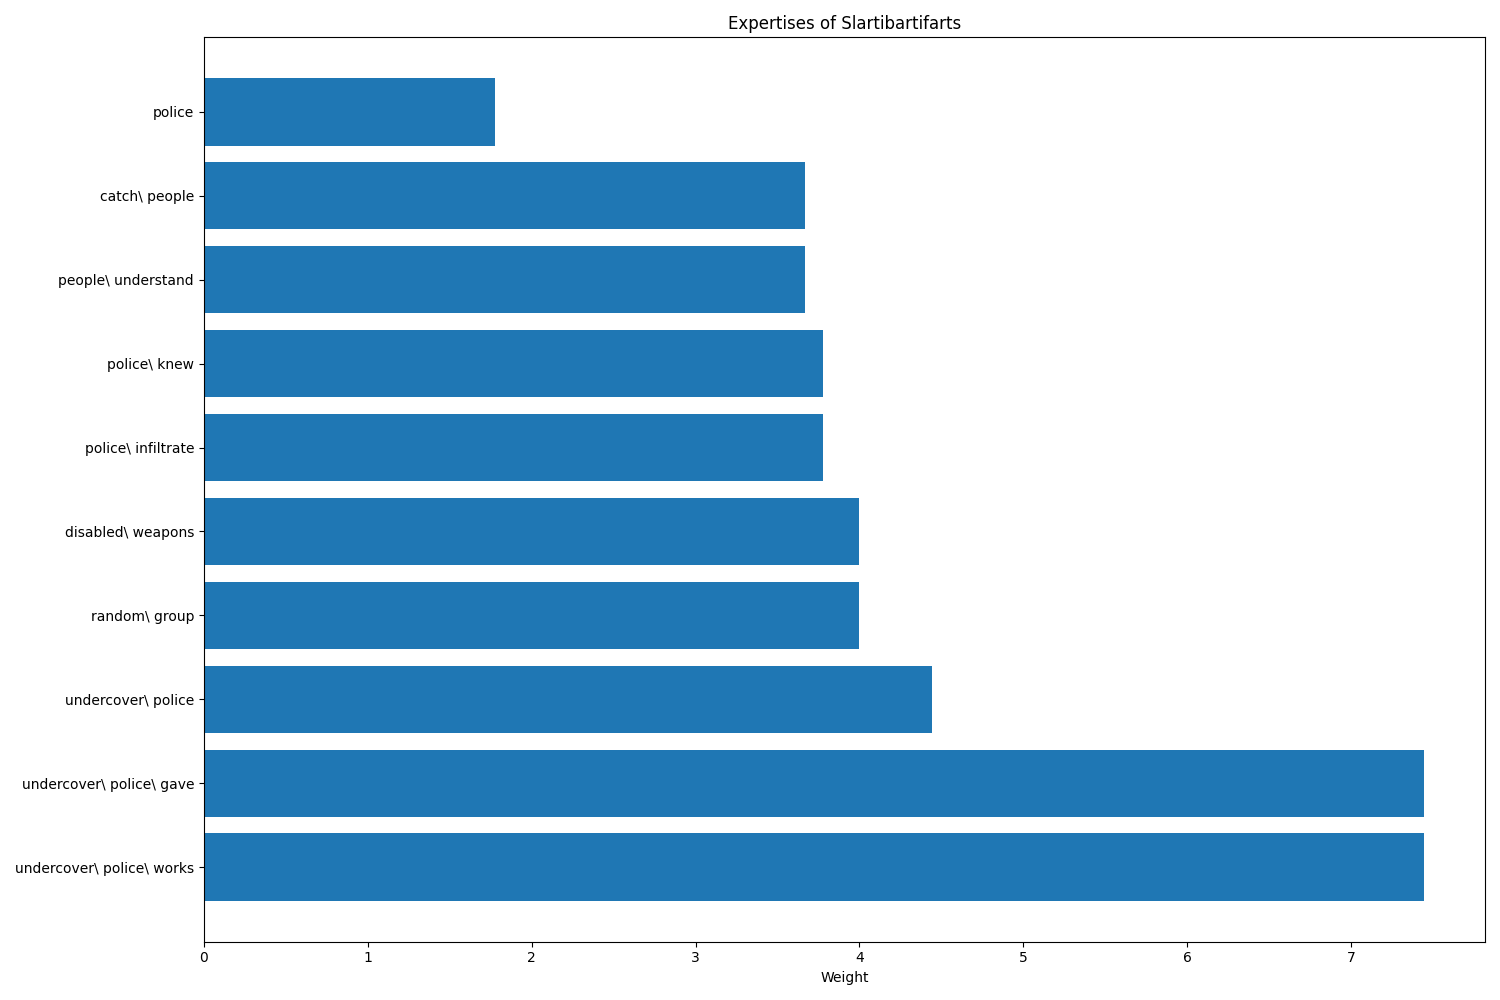 Expertises of Slartibartifarts
police
catch\ people
people\ understand
police\ knew
police\ infiltrate
disabled\ weapons
random\ group
undercover\ police
undercover\ police\ gave
undercover\ police\ works
0 1 2 3 4 5 6 7
Weight